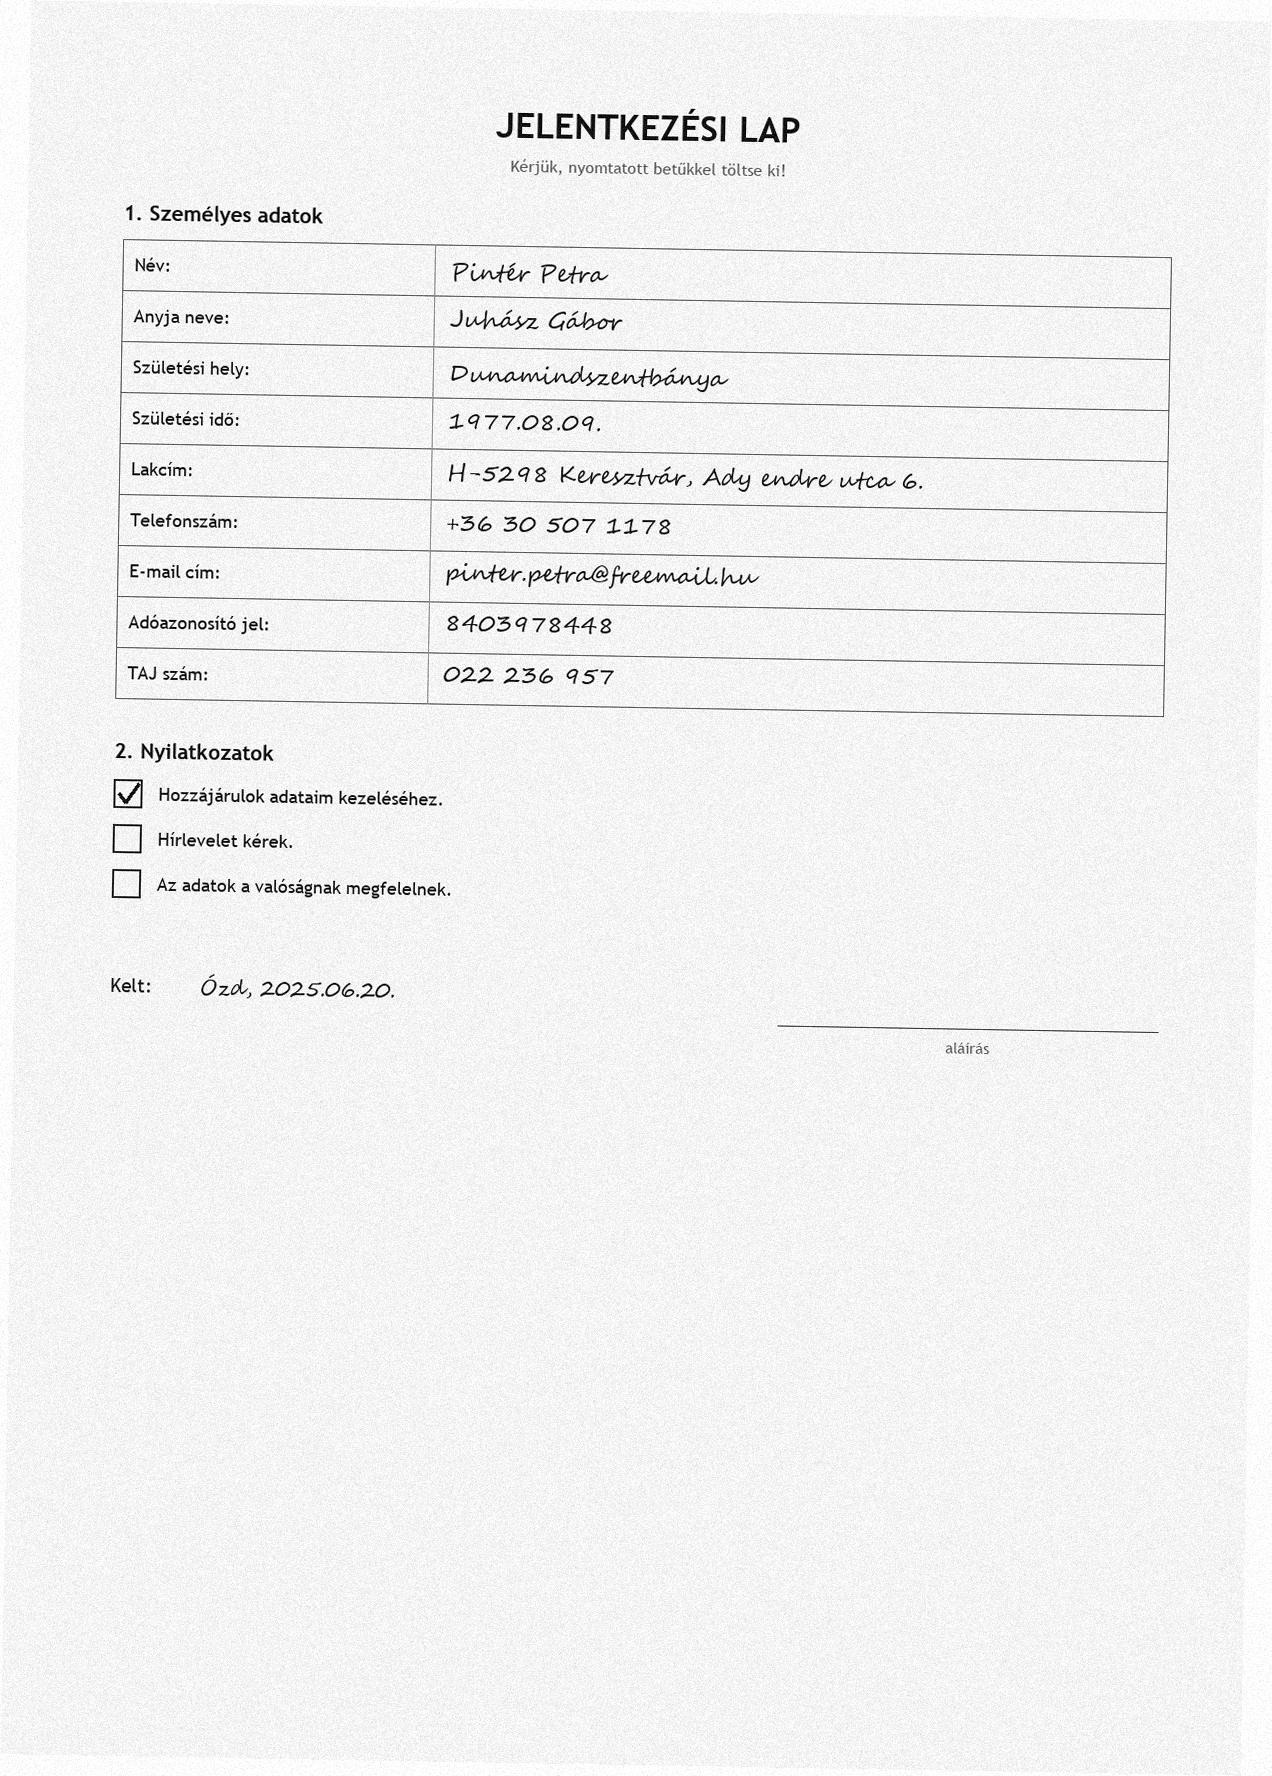 JELENTKEZÉSI LAP
Kérjük, nyomtatott betűkkel töltse ki!
1. Személyes adatok
Név: Pintér Petra
Anyja neve: Juhász Gábor
Születési hely: Dunamindszentbánya
Születési idő: 1977.08.09.
Lakcím: H-5298 Keresztvár, Ady endre utca 6.
Telefonszám: +36 30 507 1178
E-mail cím: pinter.petra@freemail.hu
Adóazonosító jel: 8403978448
TAJ szám: 022 236 957
2. Nyilatkozatok
Hozzájárulok adataim kezeléséhez.
Hírlevelet kérek.
Az adatok a valóságnak megfelelnek.
Kelt: Ózd, 2025.06.20.
aláírás